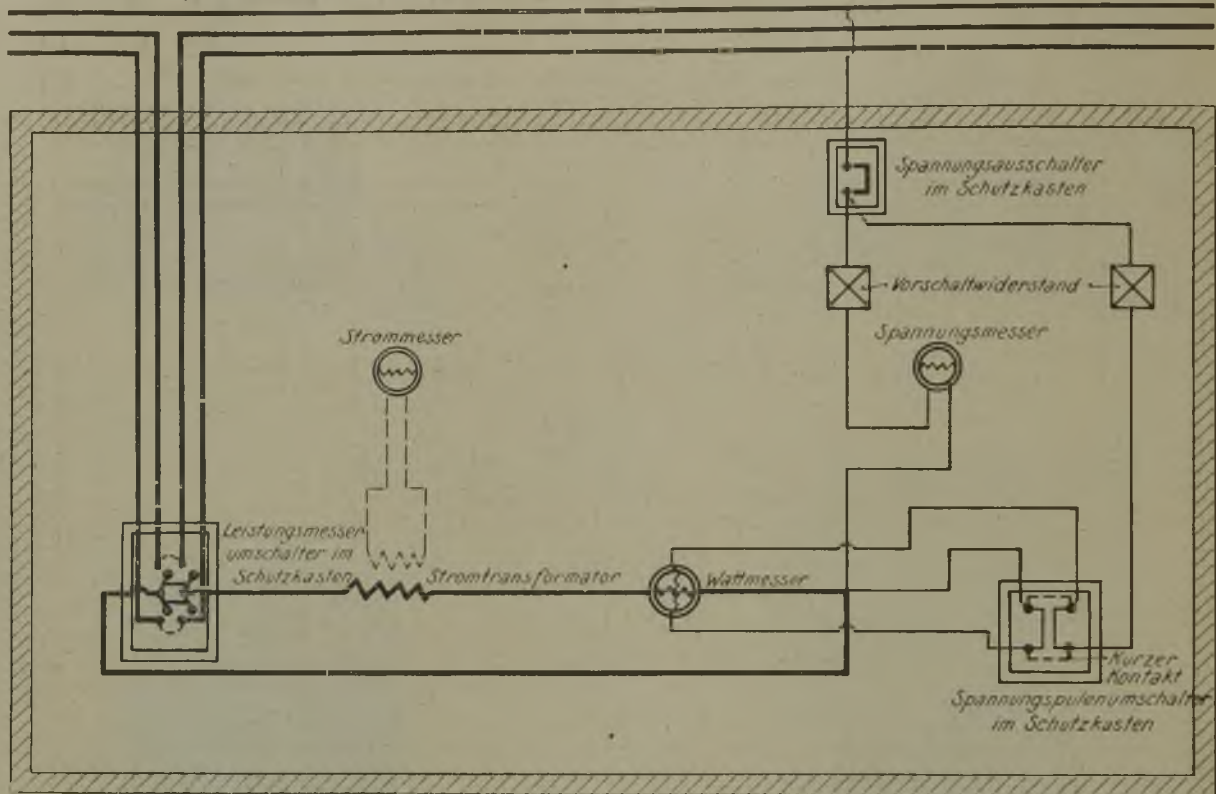 Spannungsausschalter
im Schutzkasten
Vorschaltwiderstand
Strommesser
Spannungsmesser
Leistungsmesser
umschalter im
Schutzkasten
Stromtransformator
Wattmesser
Kurzer
Kontakt
Spannungspulenumschalter
im Schutzkasten